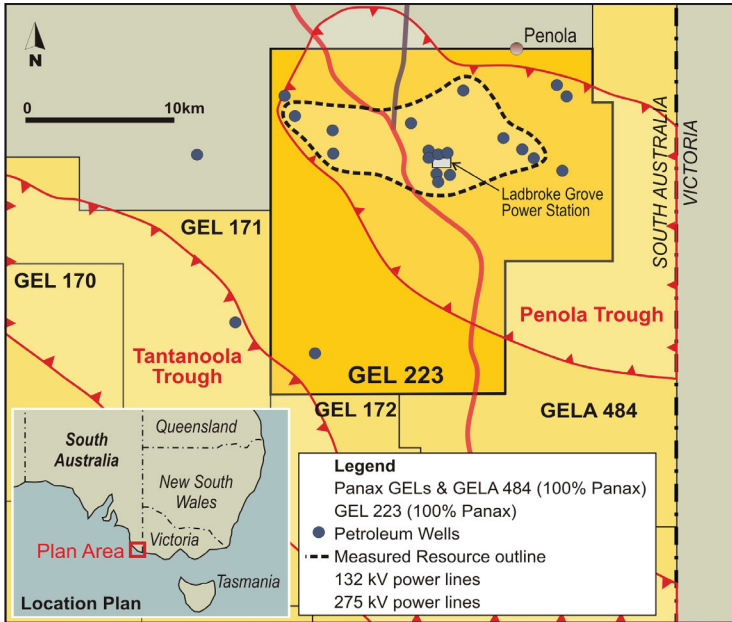 Penola
N
0
10km
Ladbroke Grove
Power Station
SOUTH AUSTRALIA
VICTORIA
GEL 171
GEL 170
Penola Trough
Tantanoola
Trough
GEL 223
GEL 172
GELA 484
Queensland
South
Australia
New South
Wales
Victoria
Plan Area
Tasmania
Location Plan
Legend
Panax GELs & GELA 484 (100% Panax)
GEL 223 (100% Panax)
Petroleum Wells
Measured Resource outline
132 kV power lines
275 kV power lines